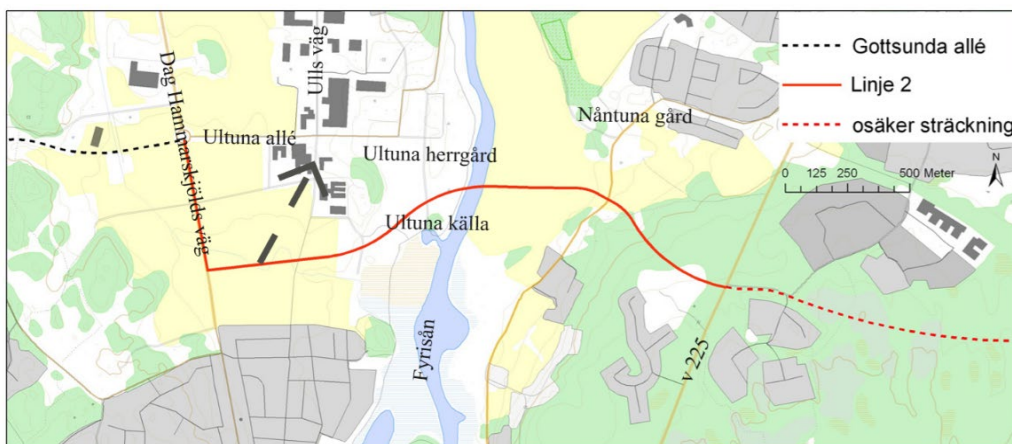 Gottsunda allé
Linje 2
osäker sträckning
N
0 125 250 500 Meter
Dag Hammarskjölds väg
Ulls väg
Ultuna allé
Ultuna herrgård
Nåntuna gård
Ultuna källa
Fyrisån
v 225